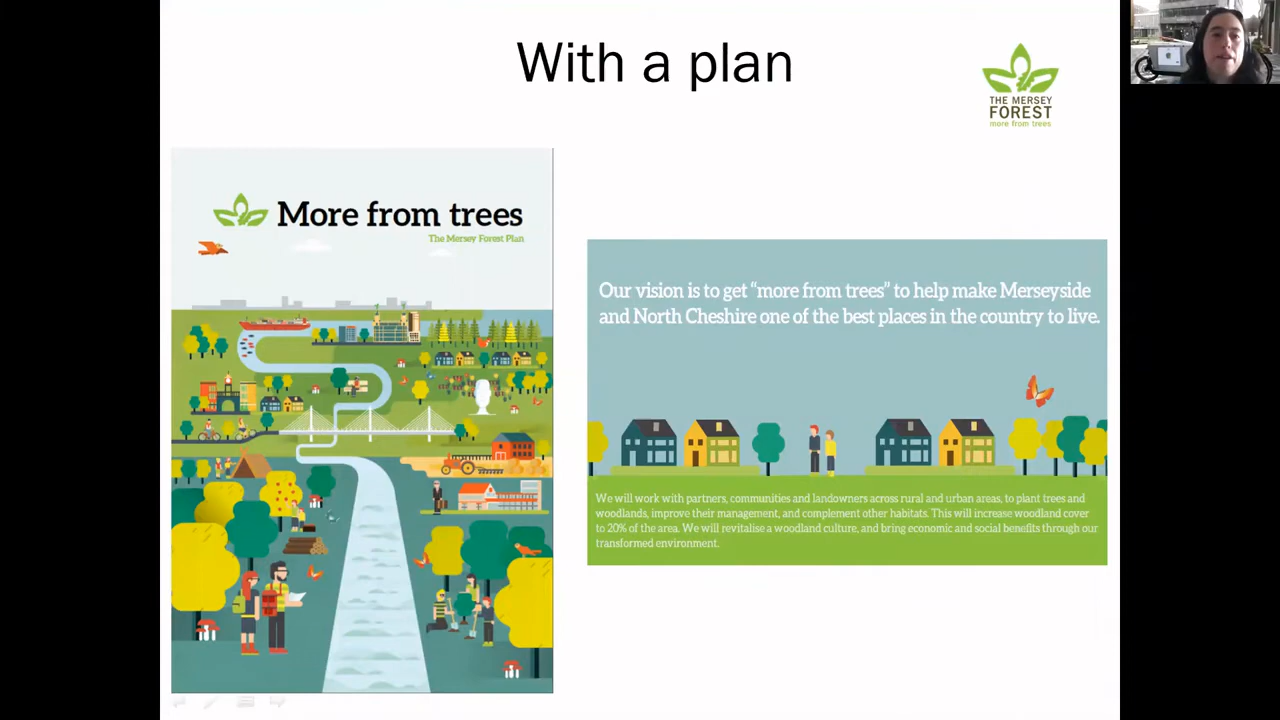 With a plan
THE MERSEY
FOREST
more from trees
More from trees
The Mersey Forest Plan
Our vision is to get “more from trees” to help make Merseyside
and North Cheshire one of the best places in the country to live.
We will work with partners, communities and landowners across rural and urban areas, to plant trees and
woodlands, improve their management, and complement other habitats. This will increase woodland cover
to 20% of the area. We will revitalise a woodland culture, and bring economic and social benefits through our
transformed environment.